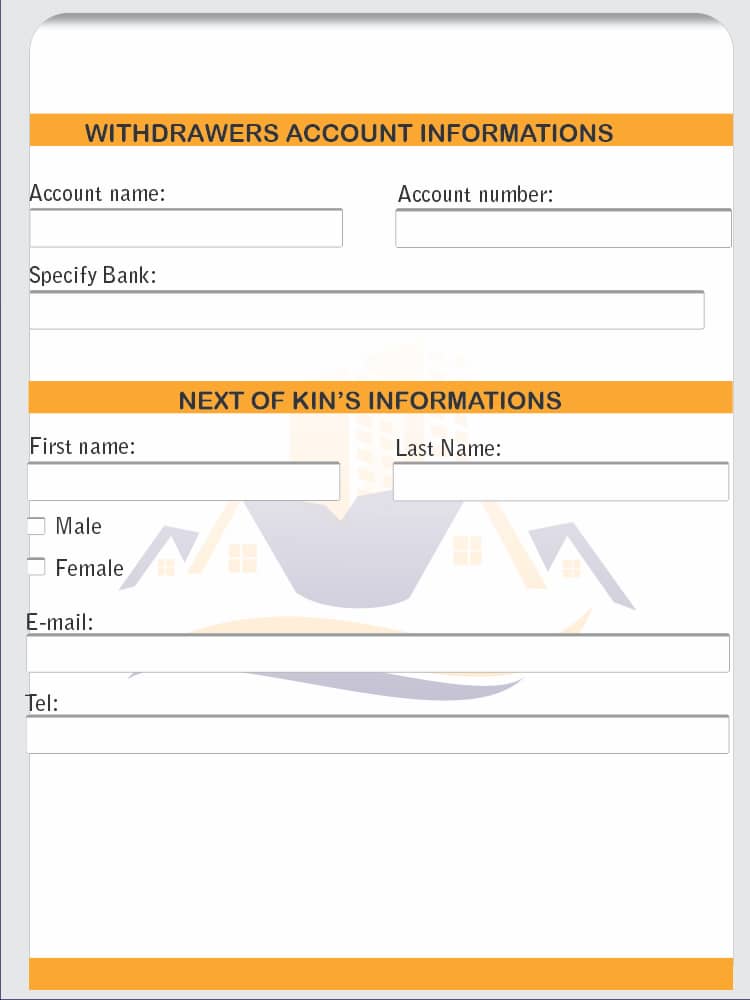 WITHDRAWERS ACCOUNT INFORMATIONS
Account name:
Account number:
Specify Bank:
NEXT OF KIN’S INFORMATIONS
First name:
Last Name:
Male
Female
E-mail:
Tel: